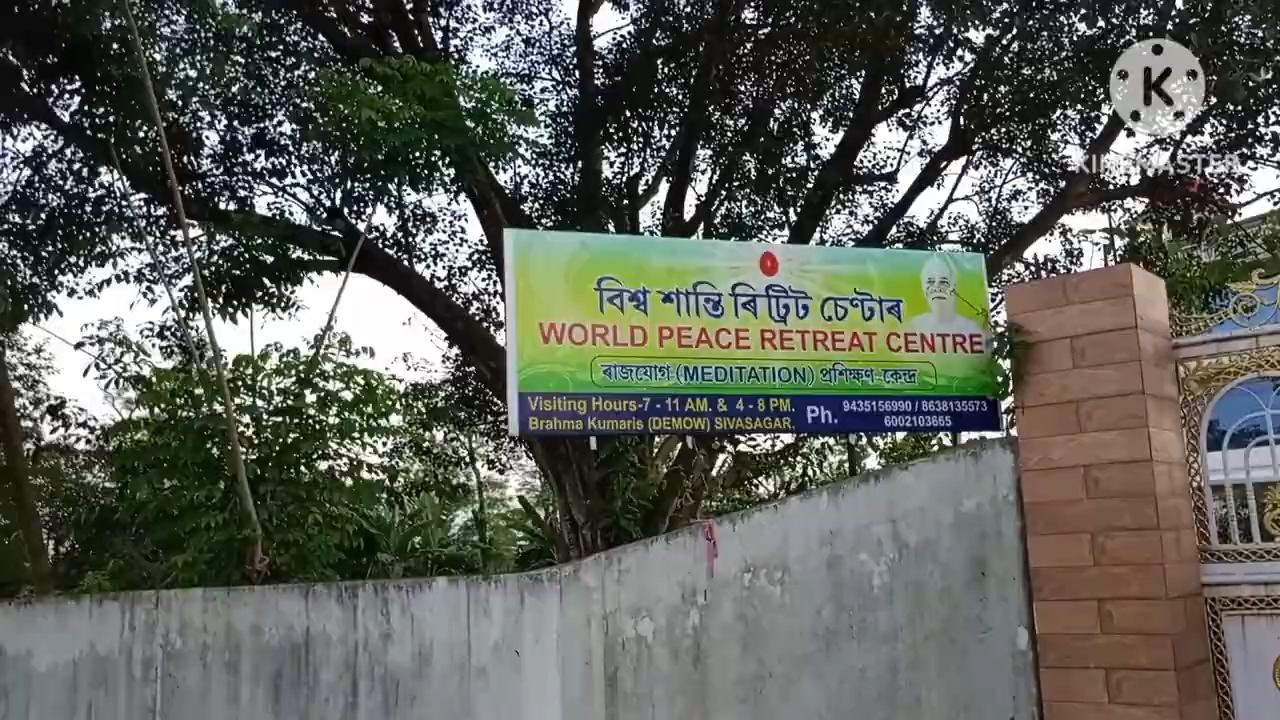 K
KINEMASTER
বিশ্ব শান্তি ৰিট্ৰিট চেণ্টাৰ
WORLD PEACE RETREAT CENTRE
ৰাজযোগ (MEDITATION) প্ৰশিক্ষণ-কেন্দ্ৰ
Visiting Hours-7 - 11 AM. & 4 - 8 PM.
Brahma Kumaris (DEMOW) SIVASAGAR.
Ph. 9435156990 / 8638135573
6002103665